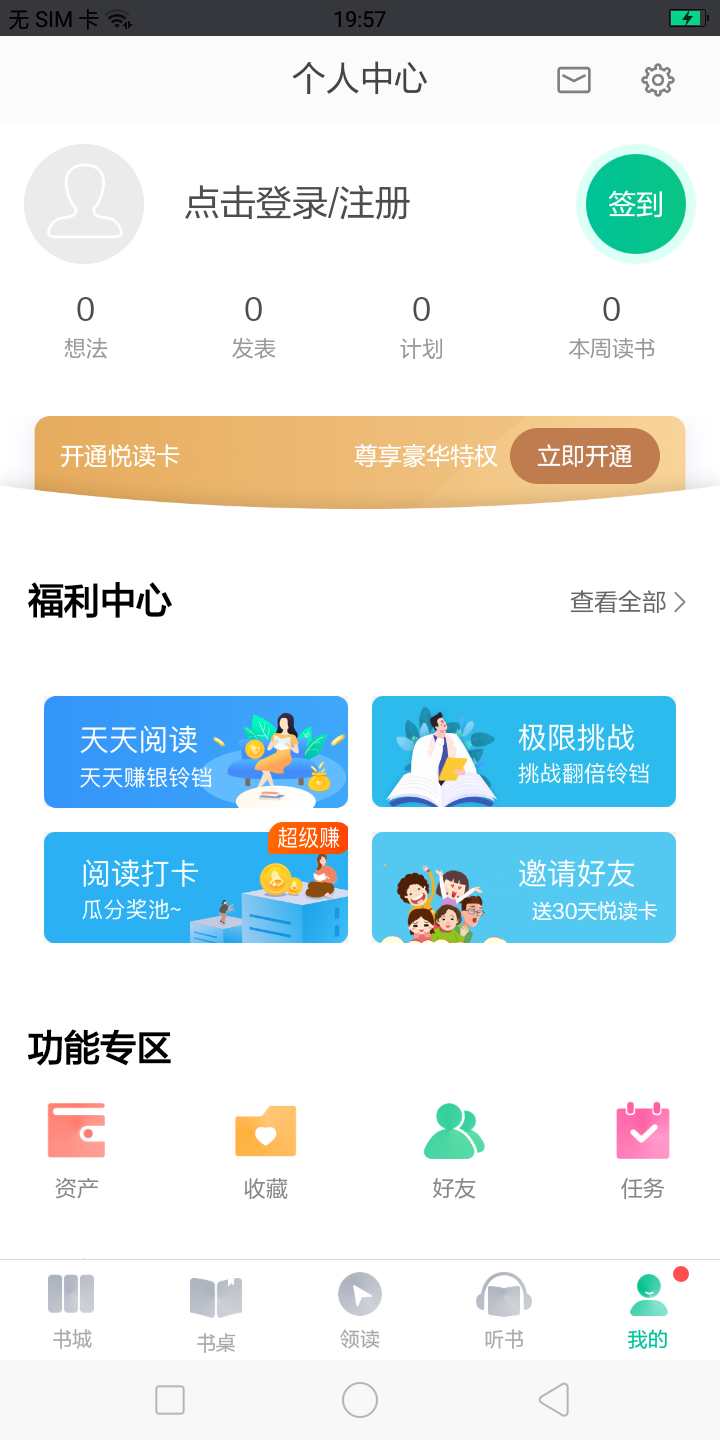 无 SIM 卡
19:57
个人中心
点击登录/注册
签到
0
0
0
0
想法
发表
计划
本周读书
开通悦读卡
尊享豪华特权
立即开通
福利中心
查看全部
天天阅读
天天赚银铃铛
极限挑战
挑战翻倍铃铛
超级赚
阅读打卡
瓜分奖池~
邀请好友
送30天悦读卡
功能专区
资产
收藏
好友
任务
书城
书桌
领读
听书
我的